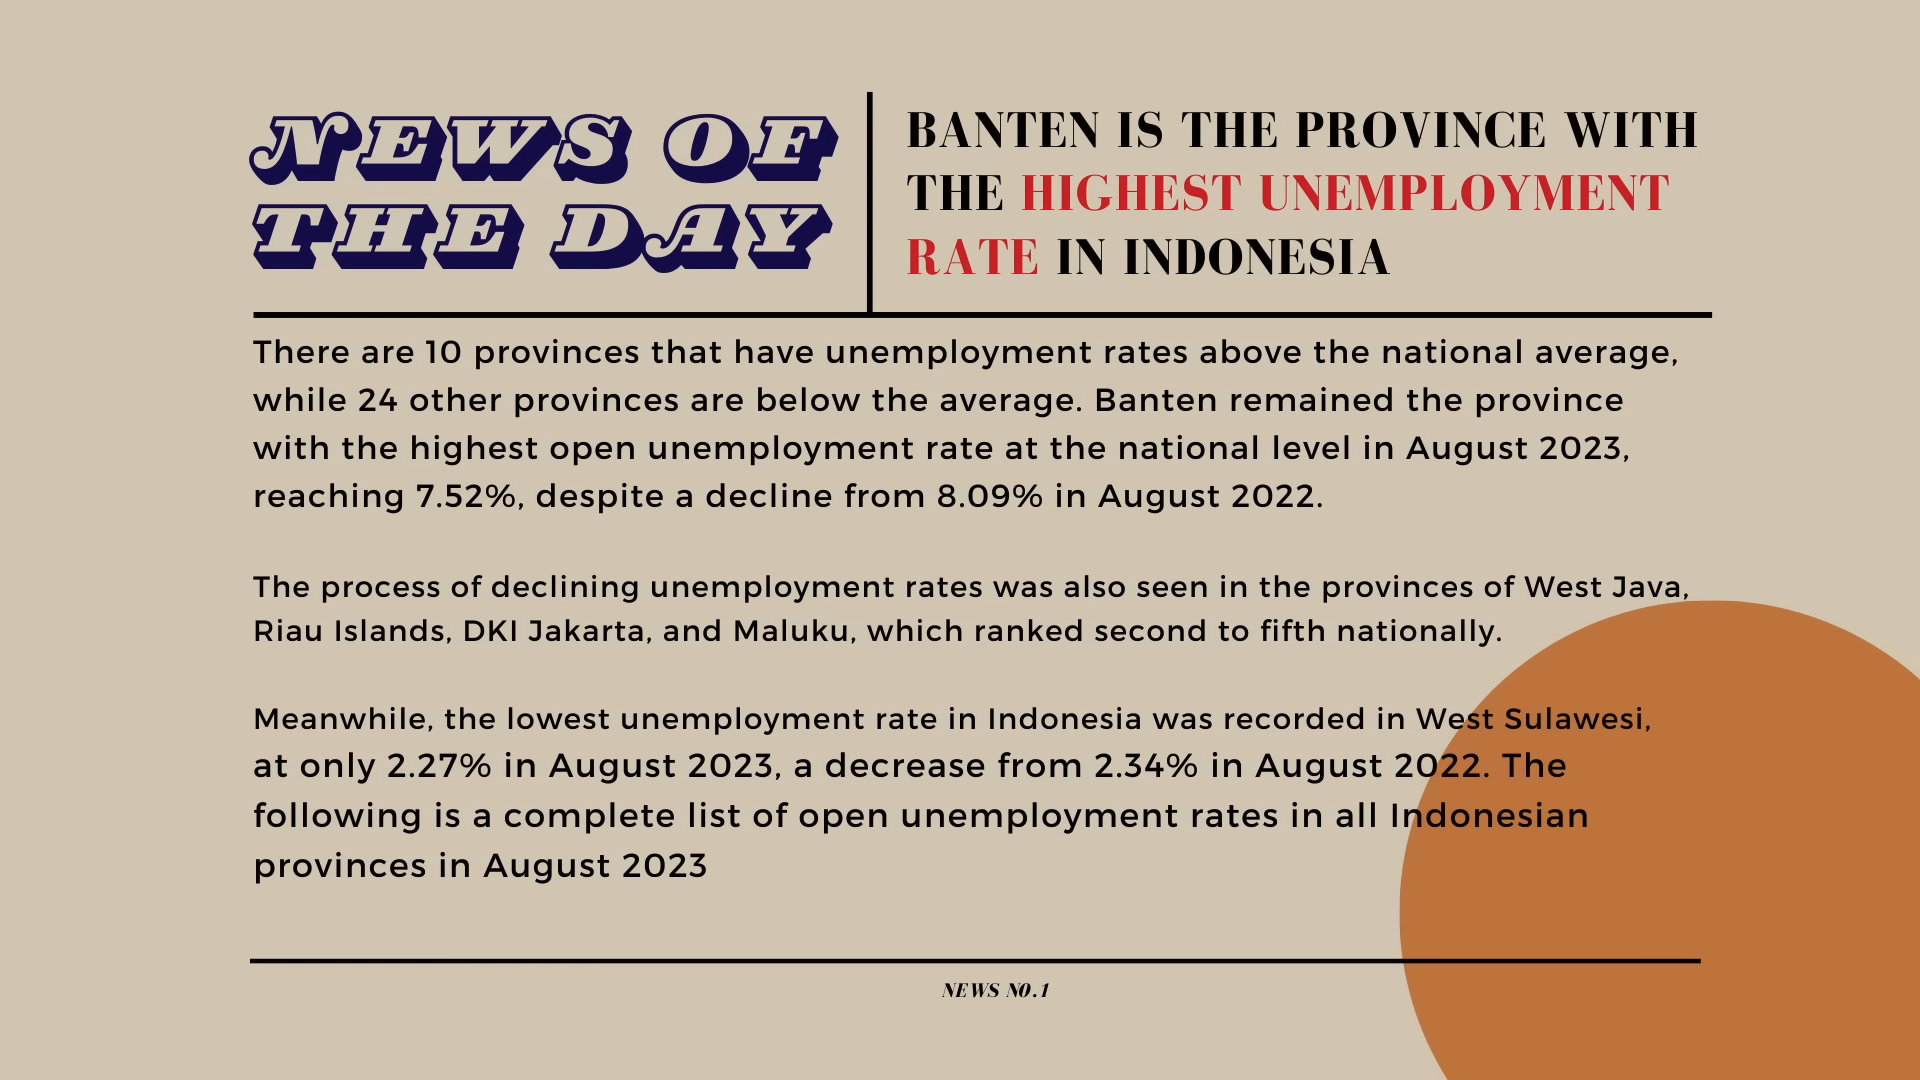 NEWS OF
THE DAY
BANTEN IS THE PROVINCE WITH
THE HIGHEST UNEMPLOYMENT
RATE IN INDONESIA
There are 10 provinces that have unemployment rates above the national average,
while 24 other provinces are below the average. Banten remained the province
with the highest open unemployment rate at the national level in August 2023,
reaching 7.52%, despite a decline from 8.09% in August 2022.
The process of declining unemployment rates was also seen in the provinces of West Java,
Riau Islands, DKI Jakarta, and Maluku, which ranked second to fifth nationally.
Meanwhile, the lowest unemployment rate in Indonesia was recorded in West Sulawesi,
at only 2.27% in August 2023, a decrease from 2.34% in August 2022. The
following is a complete list of open unemployment rates in all Indonesian
provinces in August 2023
NEWS NO.1